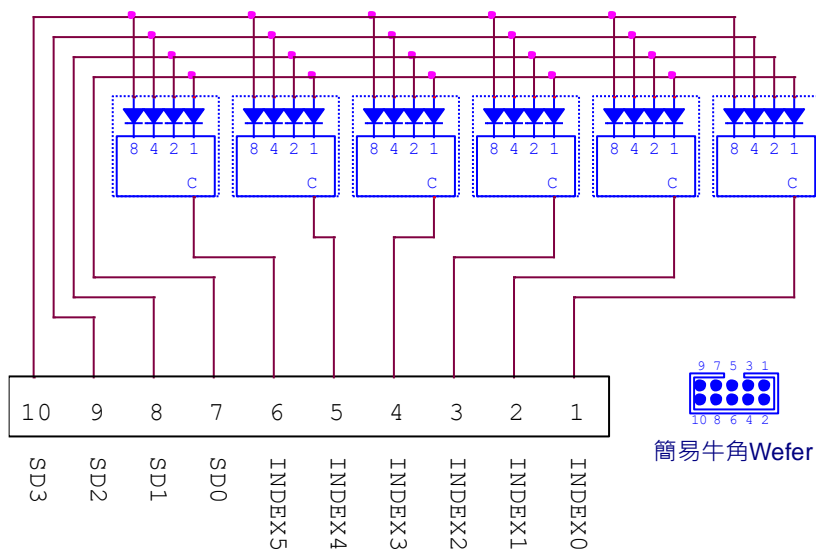 8 4 2 1 8 4 2 1 8 4 2 1 8 4 2 1 8 4 2 1 8 4 2 1
C C C C C C
9 7 5 3 1
10 8 6 4 2
簡易牛角Wefer
10 9 8 7 6 5 4 3 2 1
SD3
SD2
SD1
SD0
INDEX5
INDEX4
INDEX3
INDEX2
INDEX1
INDEX0